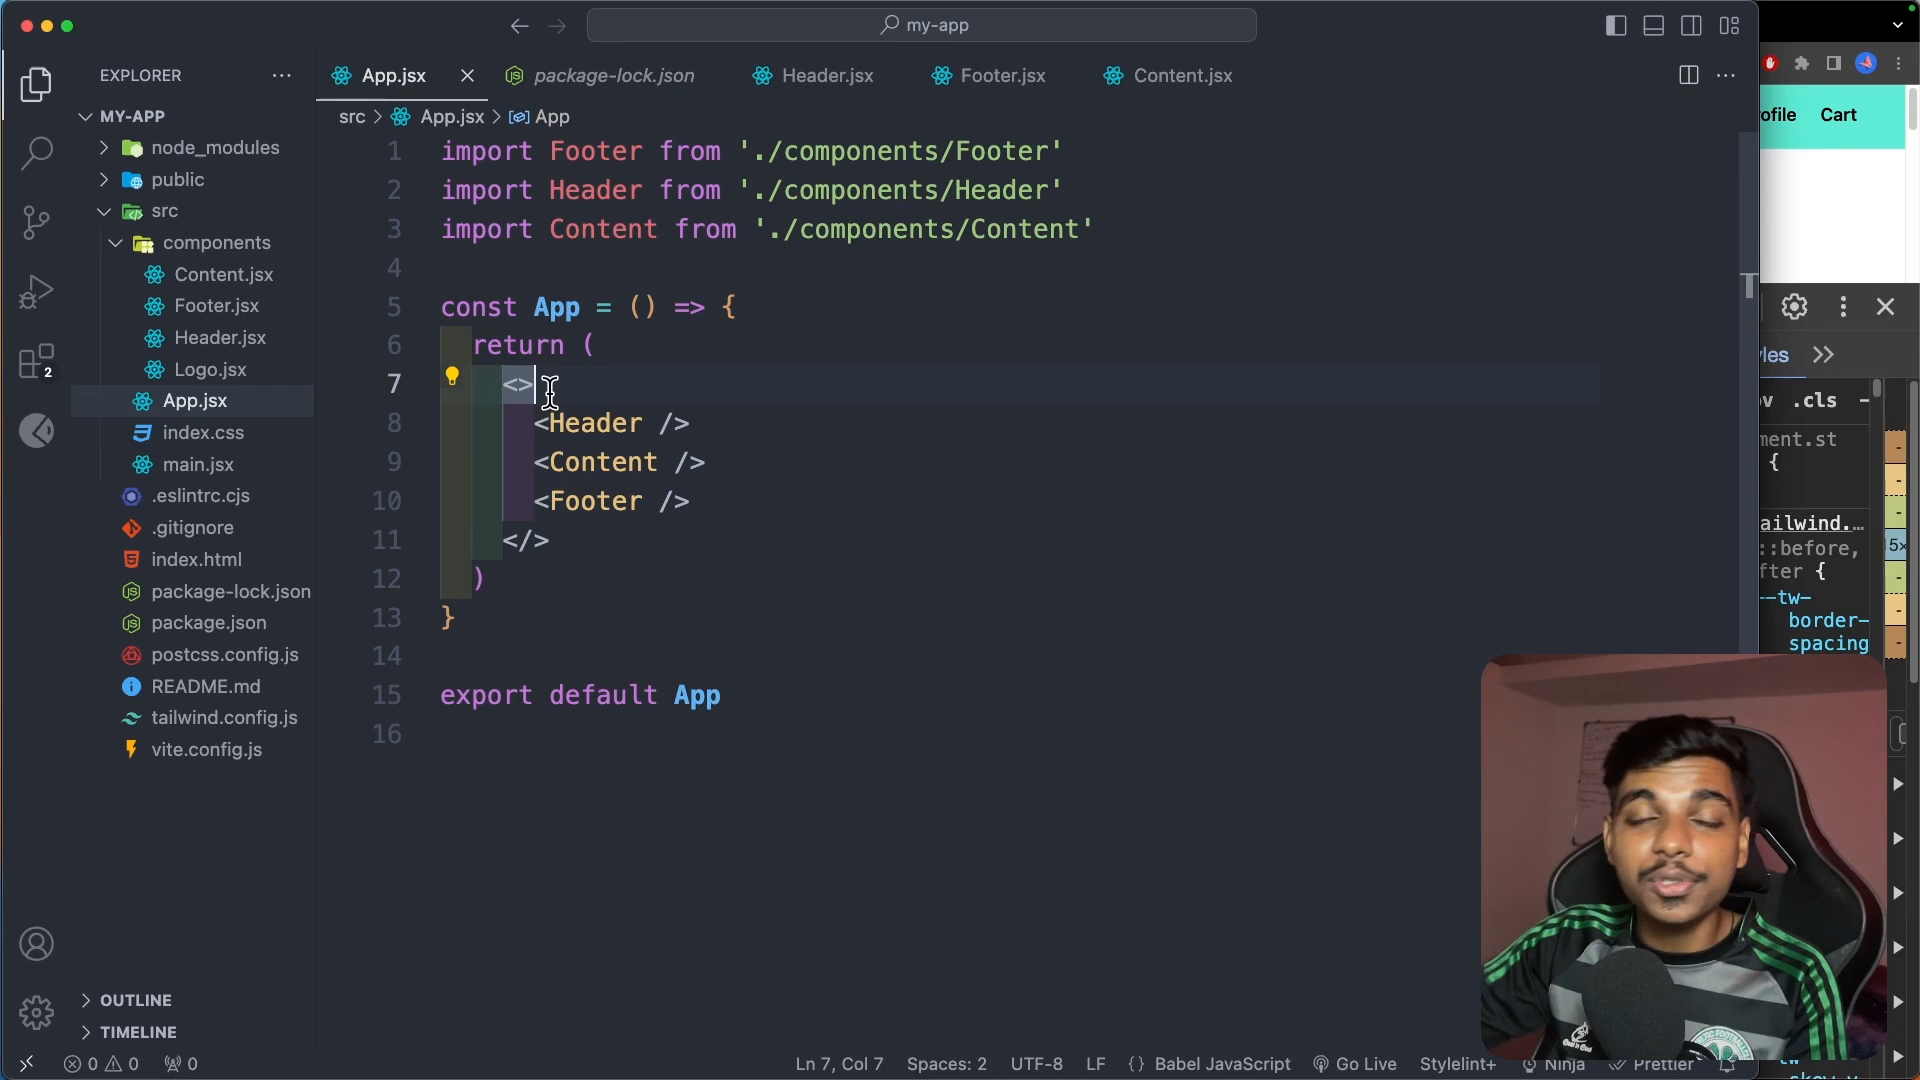 my-app
EXPLORER
App.jsx
package-lock.json
Header.jsx
Footer.jsx
Content.jsx
MY-APP
node_modules
public
src
components
Content.jsx
Footer.jsx
Header.jsx
Logo.jsx
App.jsx
index.css
main.jsx
.eslintrc.cjs
.gitignore
index.html
package-lock.json
package.json
postcss.config.js
README.md
tailwind.config.js
vite.config.js
OUTLINE
TIMELINE
2
src > App.jsx > App
1 import Footer from './components/Footer'
2 import Header from './components/Header'
3 import Content from './components/Content'
4
5 const App = () => {
6 return (
7 <>
8 <Header />
9 <Content />
10 <Footer />
11 </>
12 )
13 }
14
15 export default App
16
ofile Cart
les
.cls
ment.st
{
ailwind.…
::before,
fter {
--tw-
border-
spacing
0 0 0
Ln 7, Col 7 Spaces: 2 UTF-8 LF {} Babel JavaScript Go Live Stylelint+ Ninja Prettier